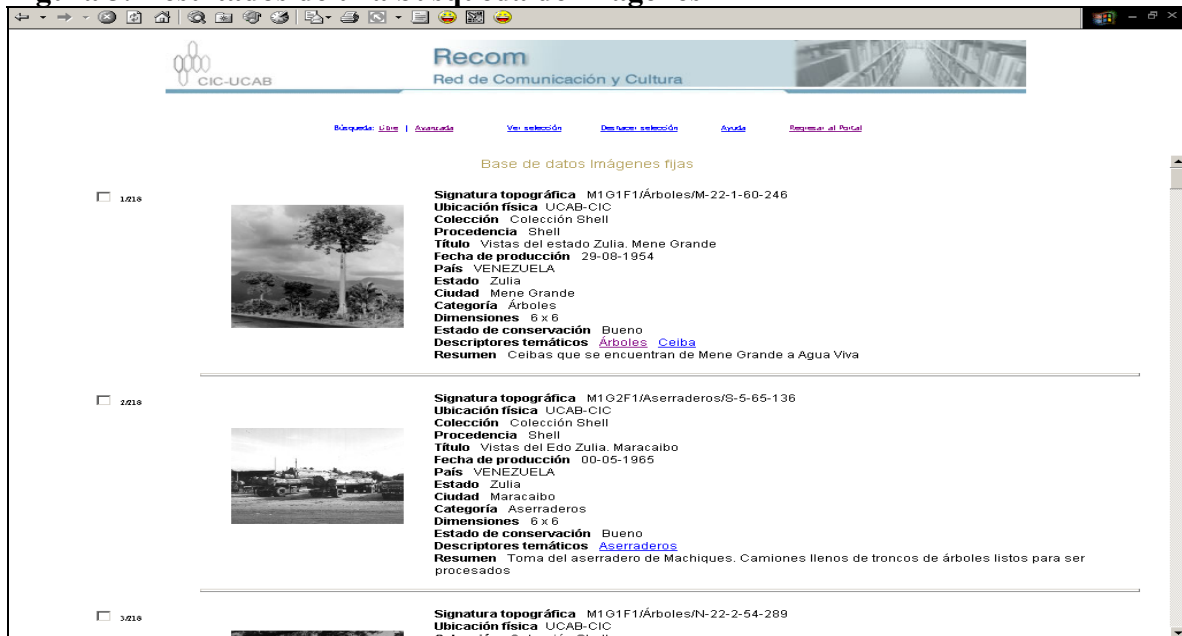 CIC-UCAB
Recom
Red de Comunicación y Cultura
Búsqueda: Libre | Avanzada Ver selección Deshacer selección Ayuda Regresar al Portal
Base de datos Imágenes fijas
1/218
Signatura topográfica M1G1F1/Árboles/M-22-1-60-246
Ubicación física UCAB-CIC
Colección Colección Shell
Procedencia Shell
Título Vistas del estado Zulia. Mene Grande
Fecha de producción 29-08-1954
País VENEZUELA
Estado Zulia
Ciudad Mene Grande
Categoría Árboles
Dimensiones 6 x 6
Estado de conservación Bueno
Descriptores temáticos Árboles Ceiba
Resumen Ceibas que se encuentran de Mene Grande a Agua Viva
2/218
Signatura topográfica M1G2F1/Aserraderos/S-5-65-136
Ubicación física UCAB-CIC
Colección Colección Shell
Procedencia Shell
Título Vistas del Edo Zulia. Maracaibo
Fecha de producción 00-05-1965
País VENEZUELA
Estado Zulia
Ciudad Maracaibo
Categoría Aserraderos
Dimensiones 6 x 6
Estado de conservación Bueno
Descriptores temáticos Aserraderos
Resumen Toma del aserradero de Machiques. Camiones llenos de troncos de árboles listos para ser
procesados
3/218
Signatura topográfica M1G1F1/Árboles/N-22-2-54-289
Ubicación física UCAB-CIC